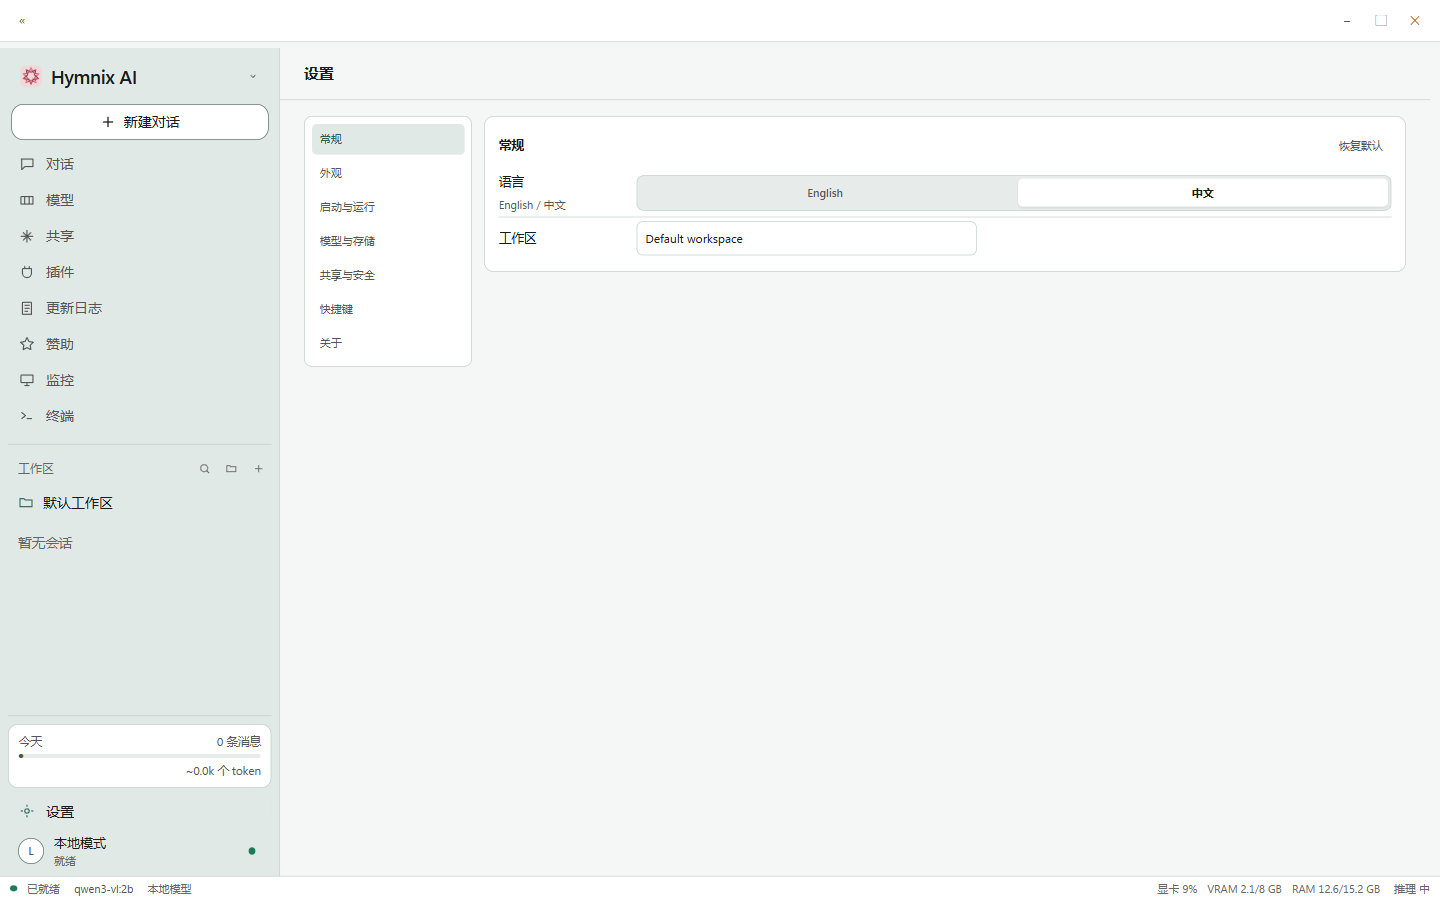 «
Hymnix AI
新建对话
对话
模型
共享
插件
更新日志
赞助
监控
终端
工作区
默认工作区
暂无会话
今天 0 条消息
~0.0k 个 token
设置
L 本地模式
就绪
设置
常规
外观
启动与运行
模型与存储
共享与安全
快捷键
关于
常规 恢复默认
语言
English / 中文
English 中文
工作区 Default workspace
已就绪 qwen3-vl:2b 本地模型 显卡 9% VRAM 2.1/8 GB RAM 12.6/15.2 GB 推理 中